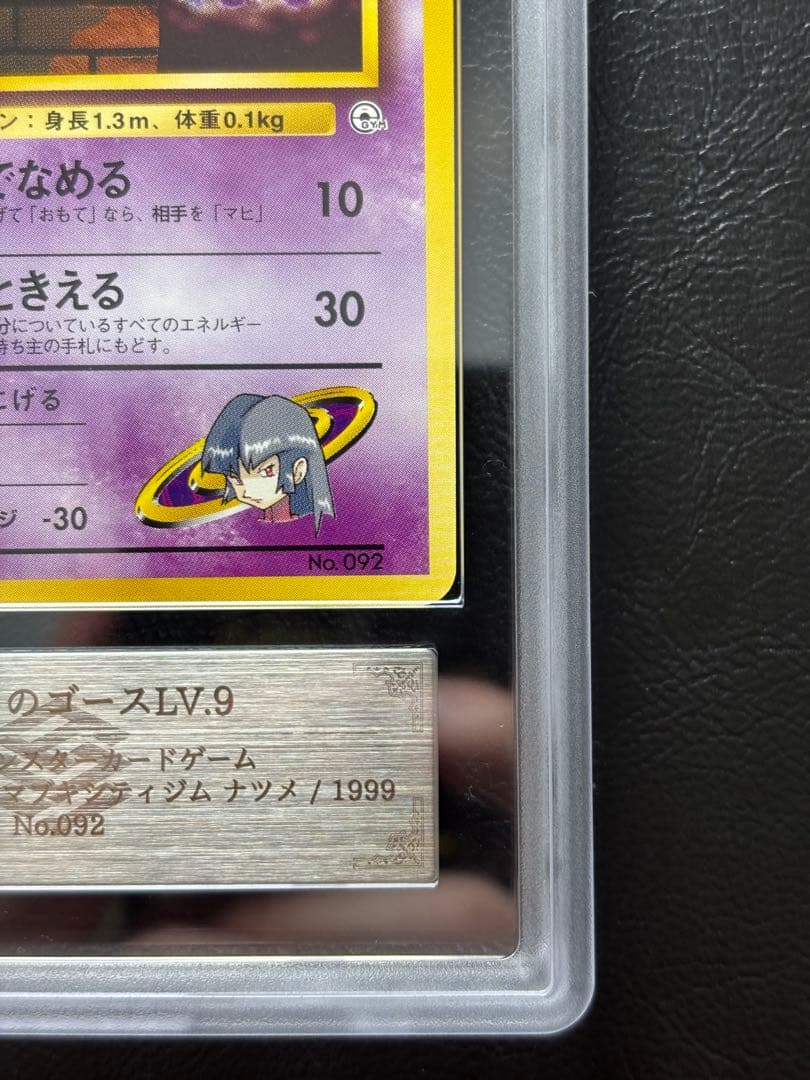 ン：身長1.3m、体重0.1kg
GYM
でなめる
10
げて「おもて」なら、相手を「マヒ」
ときえる
30
分についているすべてのエネルギー
持ち主の手札にもどす。
にげる
ジ -30
No. 092
のゴースLV.9
ンスターカードゲーム
マブキシティジム ナツメ / 1999
No.092